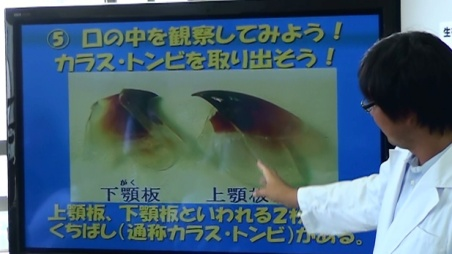 ⑤ 口の中を観察してみよう!
カラス・トンビを取り出そう!
がく
下顎板 上顎板
上顎板、下顎板といわれる2
くちばし(通称カラス・トンビ)がある。